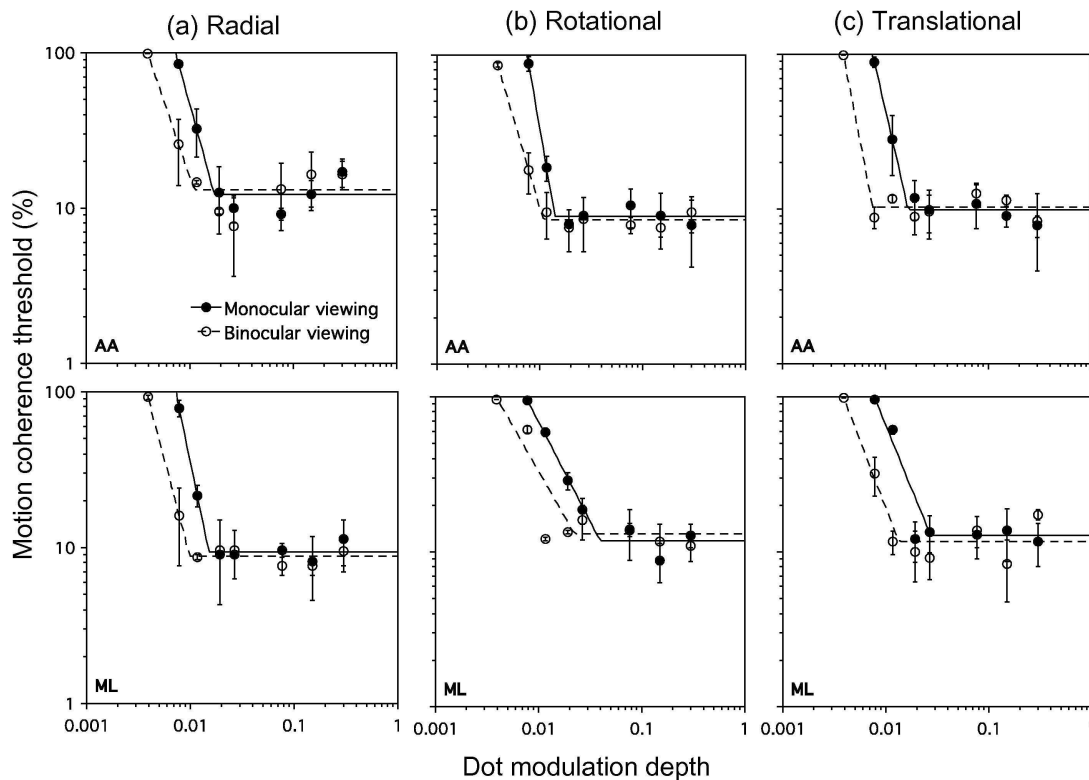 (a) Radial
(b) Rotational
(c) Translational
Motion coherence threshold (%)
100
10
1
Monocular viewing
Binocular viewing
AA
AA
AA
100
10
1
ML
ML
ML
0.001 0.01 0.1 1
0.001 0.01 0.1 1
0.001 0.01 0.1 1
Dot modulation depth